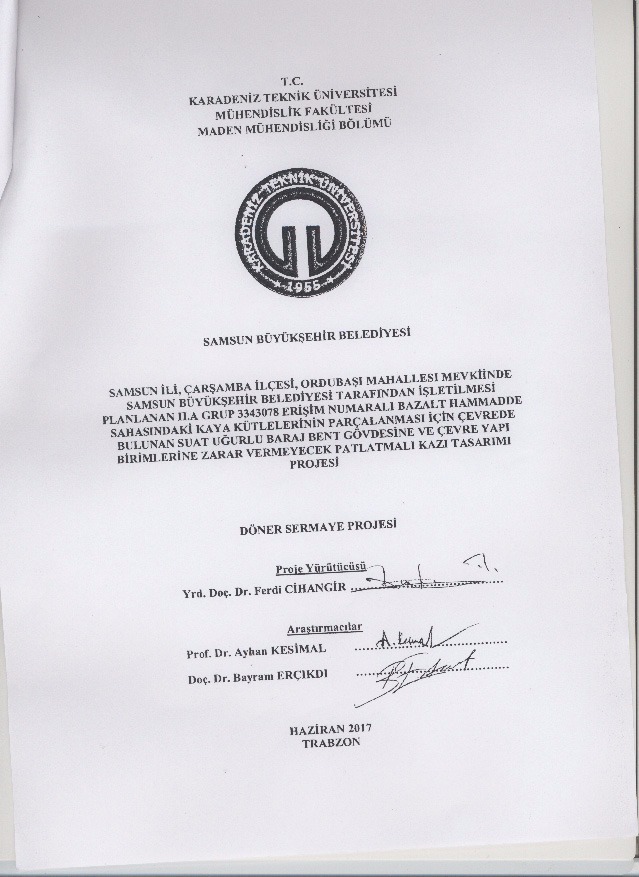 T.C.
KARADENİZ TEKNİK ÜNİVERSİTESİ
MÜHENDİSLİK FAKÜLTESİ
MADEN MÜHENDİSLİĞİ BÖLÜMÜ
KARADENİZ TEKNİK ÜNİVERSİTESİ
1955
SAMSUN BÜYÜKŞEHİR BELEDİYESİ
SAMSUN İLİ, ÇARŞAMBA İLÇESİ, ORDUBAŞI MAHALLESİ MEVKİİNDE
SAMSUN BÜYÜKŞEHİR BELEDİYESİ TARAFINDAN İŞLETİLMESİ
PLANLANAN II.A GRUP 3343078 ERİŞİM NUMARALI BAZALT HAMMADDE
SAHASINDAKİ KAYA KÜTLELERİNİN PARÇALANMASI İÇİN ÇEVREDE
BULUNAN SUAT UĞURLU BARAJ BENT GÖVDESİNE VE ÇEVRE YAPI
BİRİMLERİNE ZARAR VERMEYECEK PATLATMALI KAZI TASARIMI
PROJESİ
DÖNER SERMAYE PROJESİ
Proje Yürütücüsü
Yrd. Doç. Dr. Ferdi CİHANGİR
Araştırmacılar
Prof. Dr. Ayhan KESİMAL
A. Kesimal
Doç. Dr. Bayram ERÇIKDI
HAZİRAN 2017
TRABZON